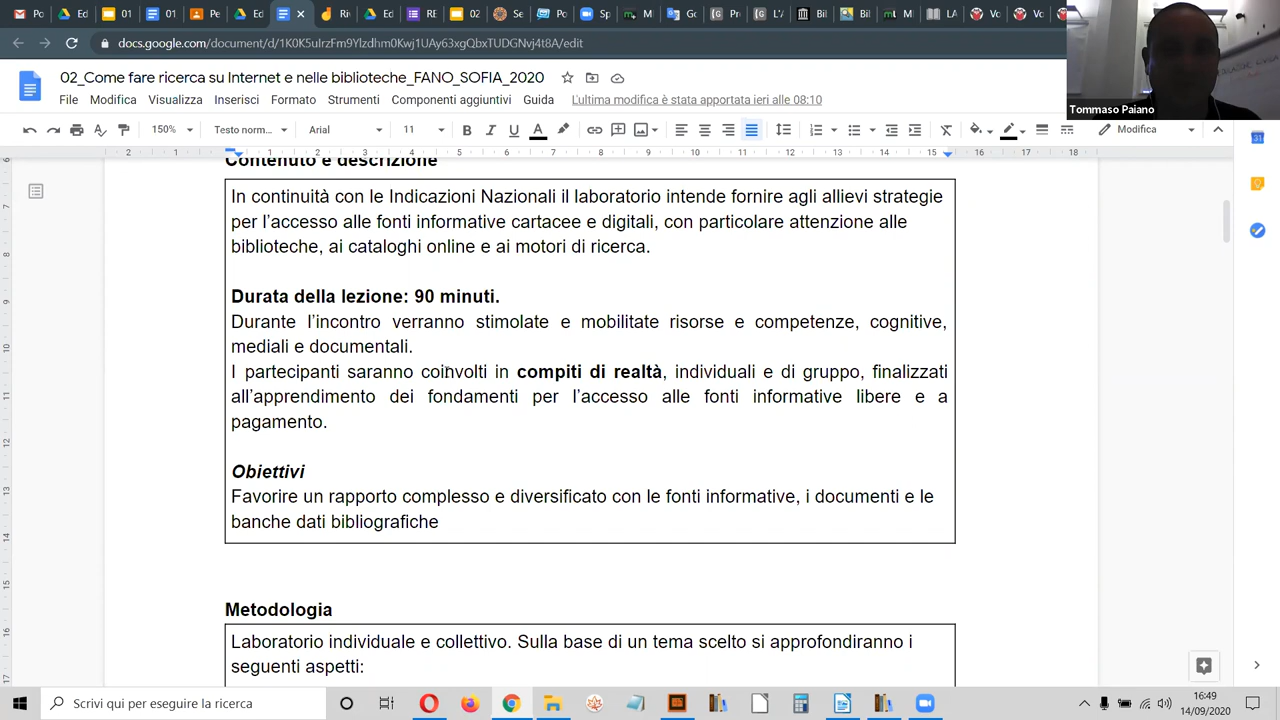 docs.google.com/document/d/1K0K5uIrzFm9Ylzdhm0Kwj1UAy63xgQbxTUDGNvj4t8A/edit
02_Come fare ricerca su Internet e nelle biblioteche_FANO_SOFIA_2020
File Modifica Visualizza Inserisci Formato Strumenti Componenti aggiuntivi Guida L'ultima modifica è stata apportata ieri alle 08:10
Tommaso Paiano
150% Testo norm... Arial 11 Modifica
Contenuto e descrizione
In continuità con le Indicazioni Nazionali il laboratorio intende fornire agli allievi strategie
per l'accesso alle fonti informative cartacee e digitali, con particolare attenzione alle
biblioteche, ai cataloghi online e ai motori di ricerca.
Durata della lezione: 90 minuti.
Durante l'incontro verranno stimolate e mobilitate risorse e competenze, cognitive,
mediali e documentali.
I partecipanti saranno coinvolti in compiti di realtà, individuali e di gruppo, finalizzati
all'apprendimento dei fondamenti per l'accesso alle fonti informative libere e a
pagamento.
Obiettivi
Favorire un rapporto complesso e diversificato con le fonti informative, i documenti e le
banche dati bibliografiche
Metodologia
Laboratorio individuale e collettivo. Sulla base di un tema scelto si approfondiranno i
seguenti aspetti:
Scrivi qui per eseguire la ricerca
16:49
14/09/2020